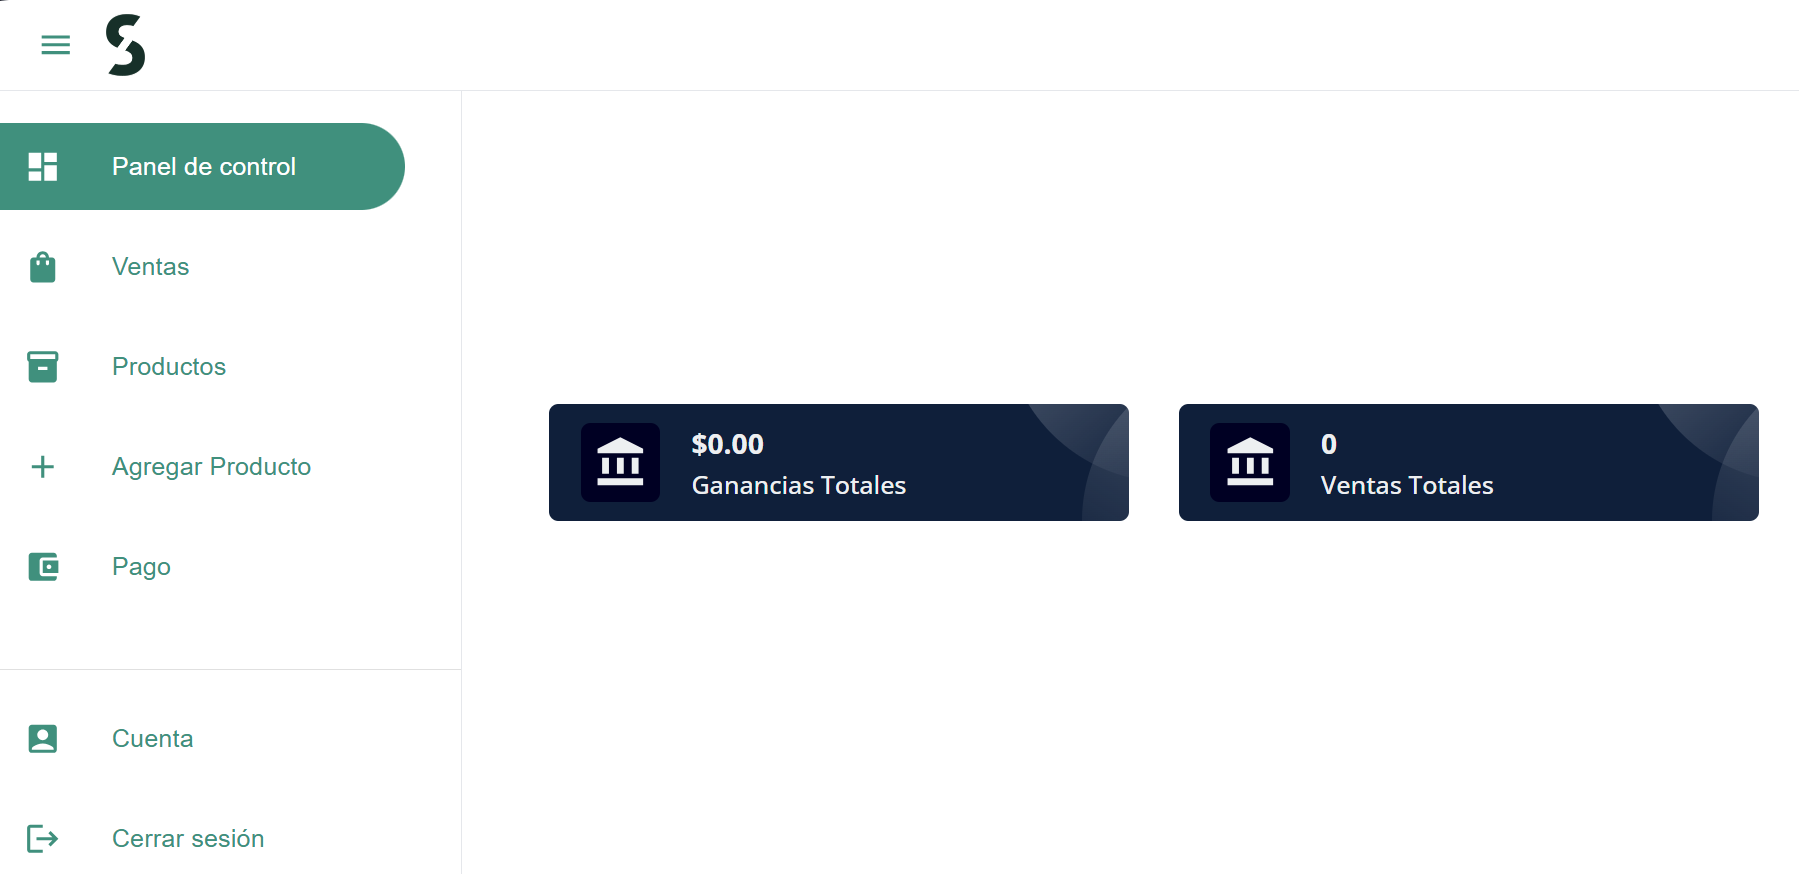 S
Panel de control
Ventas
Productos
Agregar Producto
Pago
Cuenta
Cerrar sesión
$0.00
Ganancias Totales
0
Ventas Totales